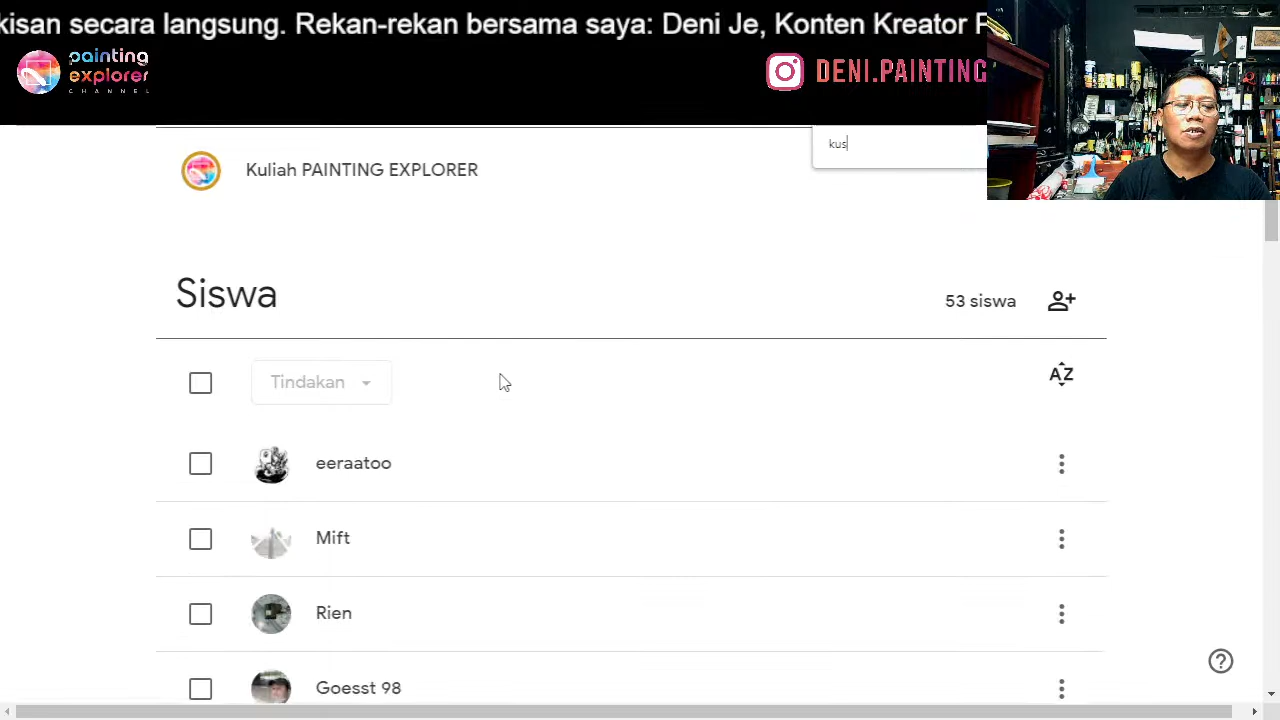 kisan secara langsung. Rekan-rekan bersama saya: Deni Je, Konten Kreator P
painting
explorer
CHANNEL
DENI.PAINTING
kus
Kuliah PAINTING EXPLORER
Siswa
53 siswa
Tindakan
AZ
eeraatoo
Mift
Rien
Goesst 98